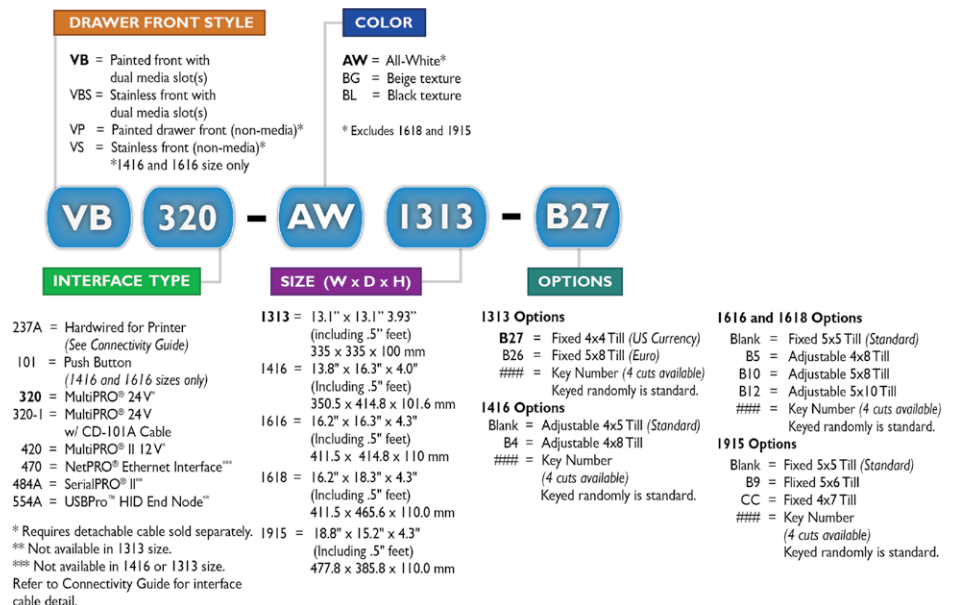 DRAWER FRONT STYLE
VB = Painted front with
dual media slot(s)
VBS = Stainless front with
dual media slot(s)
VP = Painted drawer front (non-media)*
VS = Stainless front (non-media)*
*1416 and 1616 size only
COLOR
AW = All-White*
BG = Beige texture
BL = Black texture
* Excludes 1618 and 1915
VB 320 - AW 1313 - B27
INTERFACE TYPE
237A = Hardwired for Printer
(See Connectivity Guide)
101 = Push Button
(1416 and 1616 sizes only)
320 = MultiPRO® 24V*
320-1 = MultiPRO® 24V
w/ CD-101A Cable
420 = MultiPRO® II 12V*
470 = NetPRO® Ethernet Interface***
484A = SerialPRO® II**
554A = USBPro™ HID End Node**
* Requires detachable cable sold separately.
** Not available in 1313 size.
*** Not available in 1416 or 1313 size.
Refer to Connectivity Guide for interface
cable detail.
SIZE (W x D x H)
1313 = 13.1" x 13.1" 3.93"
(including .5" feet)
335 x 335 x 100 mm
1416 = 13.8" x 16.3" x 4.0"
(Including .5" feet)
350.5 x 414.8 x 101.6 mm
1616 = 16.2" x 16.3" x 4.3"
(Including .5" feet)
411.5 x 414.8 x 110 mm
1618 = 16.2" x 18.3" x 4.3"
(Including .5" feet)
411.5 x 465.6 x 110.0 mm
1915 = 18.8" x 15.2" x 4.3"
(Including .5" feet)
477.8 x 385.8 x 110.0 mm
OPTIONS
1313 Options
B27 = Fixed 4x4 Till (US Currency)
B26 = Fixed 5x8 Till (Euro)
### = Key Number (4 cuts available)
Keyed randomly is standard.
1416 Options
Blank = Adjustable 4x5 Till (Standard)
B4 = Adjustable 4x8 Till
### = Key Number
(4 cuts available)
Keyed randomly is standard.
1616 and 1618 Options
Blank = Fixed 5x5 Till (Standard)
B5 = Adjustable 4x8 Till
B10 = Adjustable 5x8 Till
B12 = Adjustable 5x10 Till
### = Key Number (4 cuts available)
Keyed randomly is standard.
1915 Options
Blank = Fixed 5x5 Till (Standard)
B9 = Flixed 5x6 Till
CC = Fixed 4x7 Till
### = Key Number
(4 cuts available)
Keyed randomly is standard.